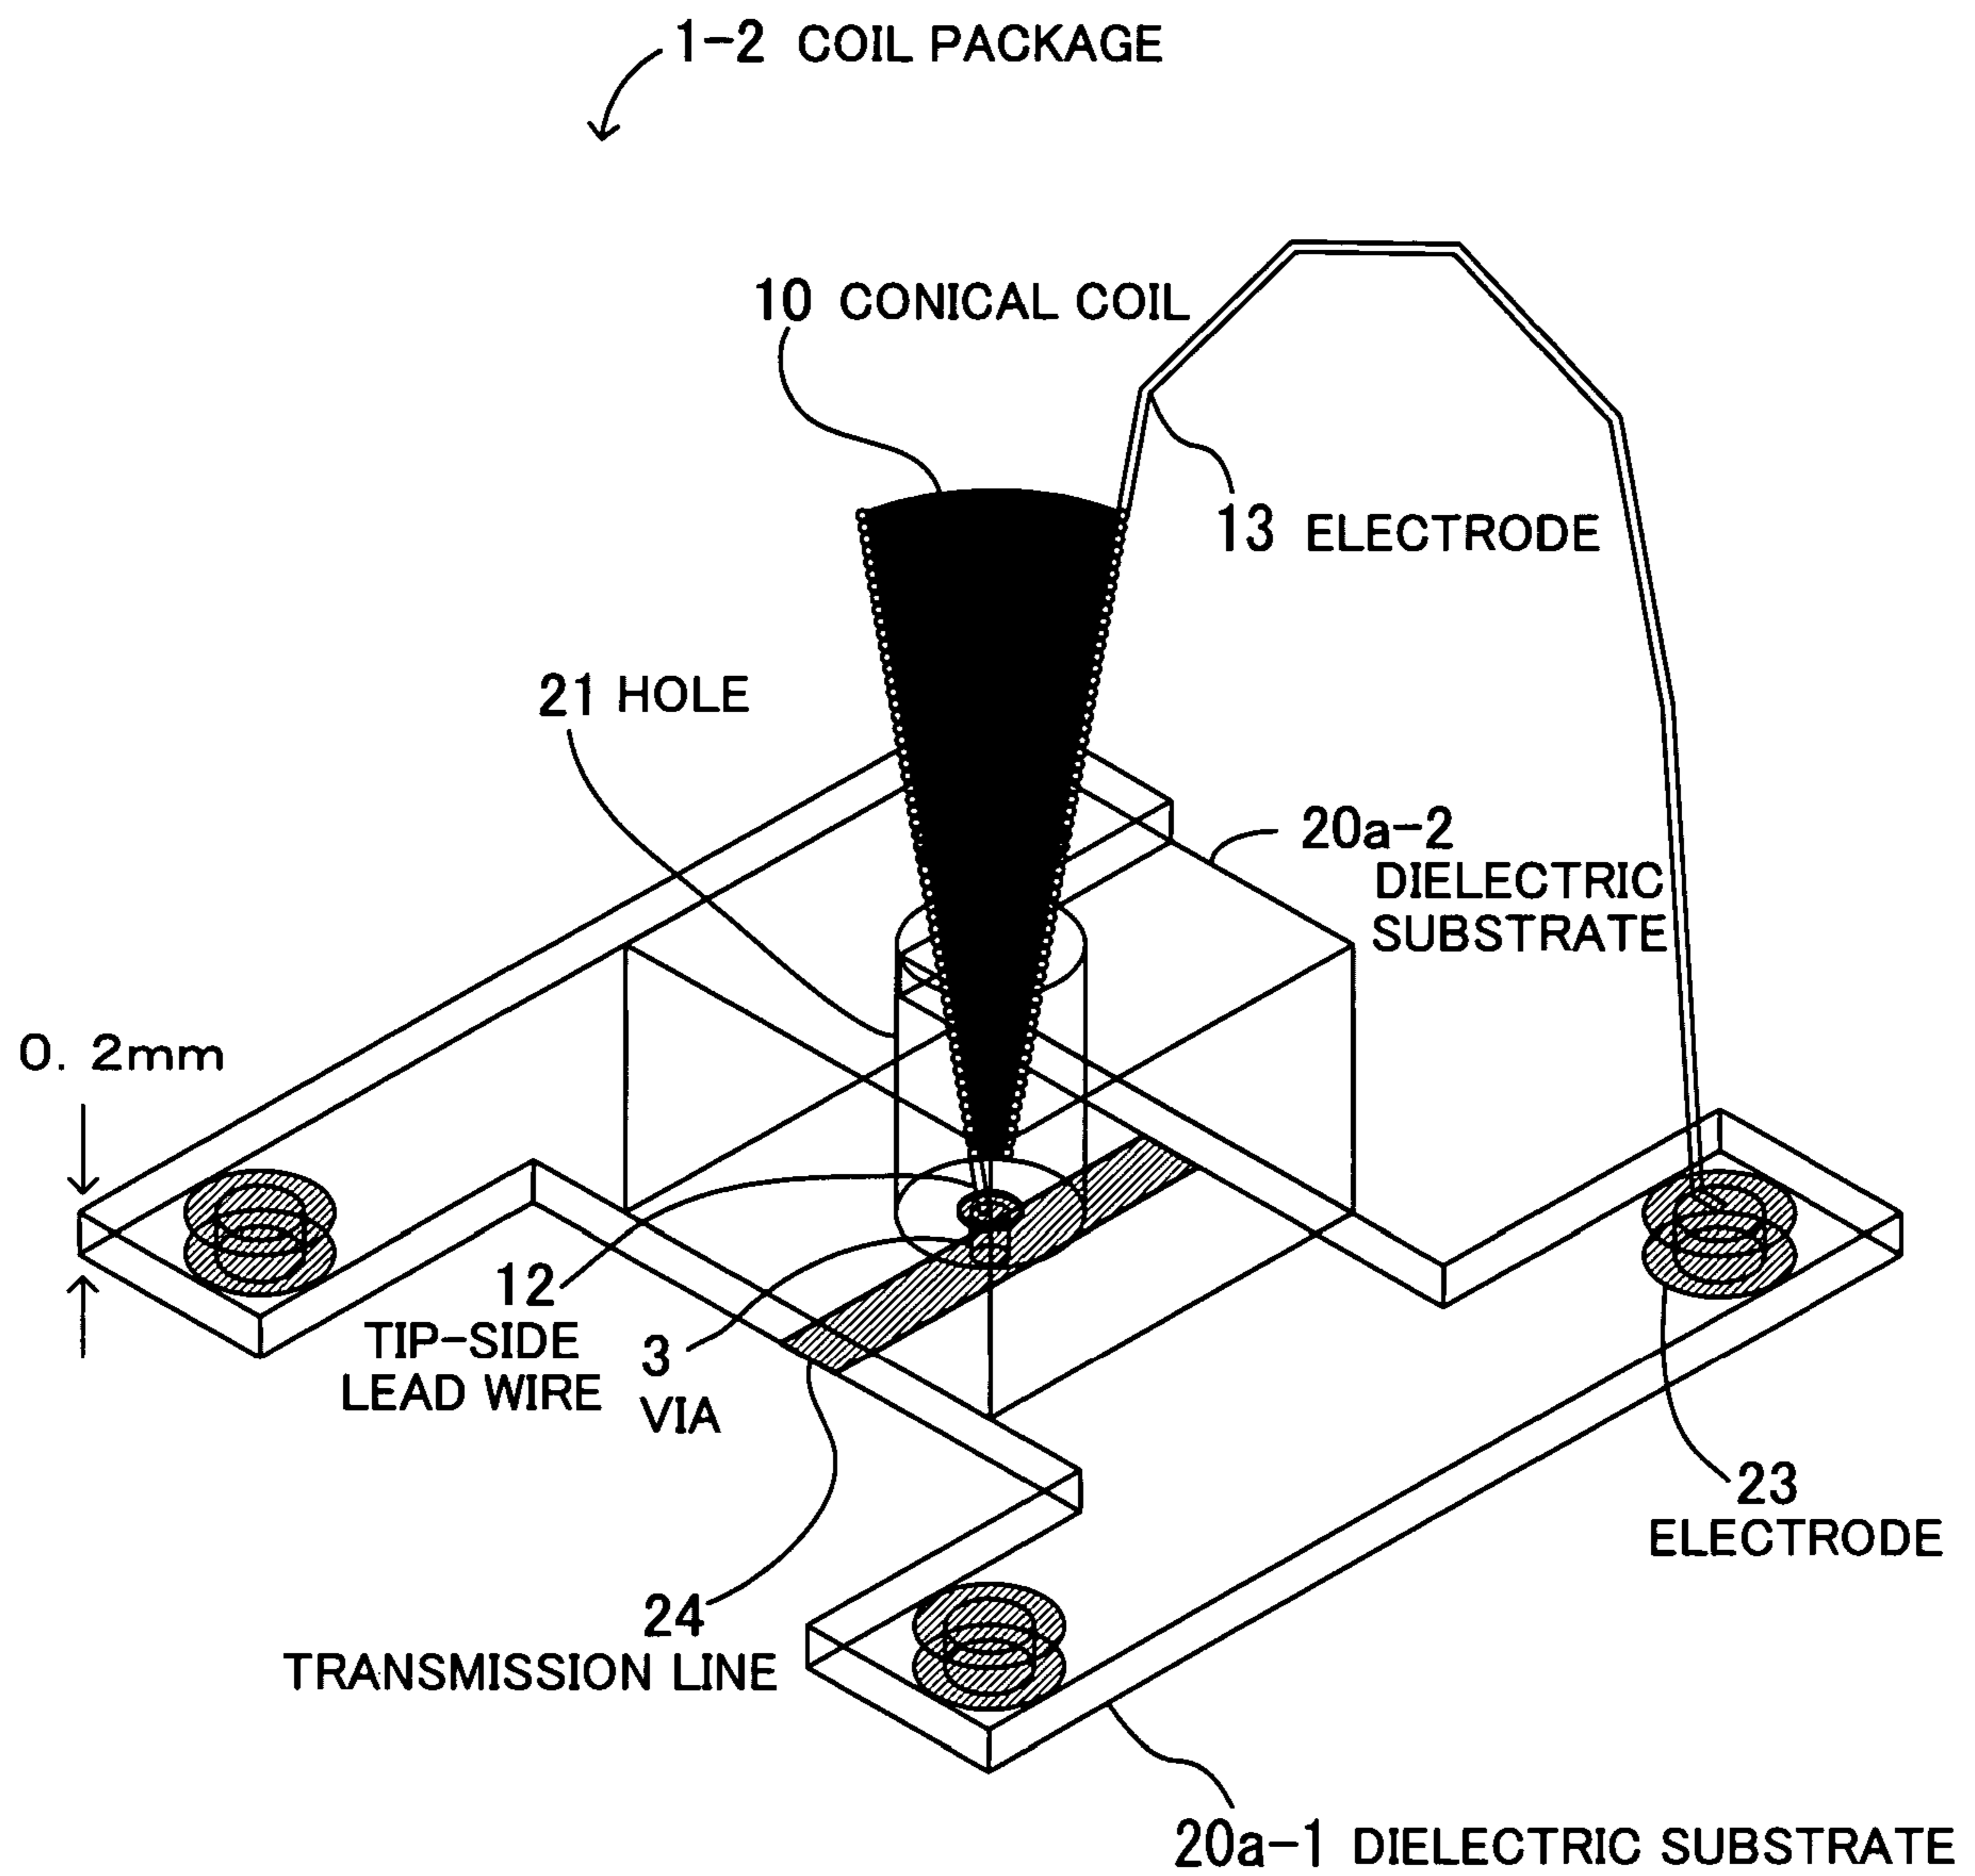 1-2 COIL PACKAGE
10 CONICAL COIL
13 ELECTRODE
21 HOLE
20a-2
DIELECTRIC
SUBSTRATE
0. 2mm
12
TIP-SIDE
LEAD WIRE
3
VIA
23
ELECTRODE
24
TRANSMISSION LINE
20a-1 DIELECTRIC SUBSTRATE